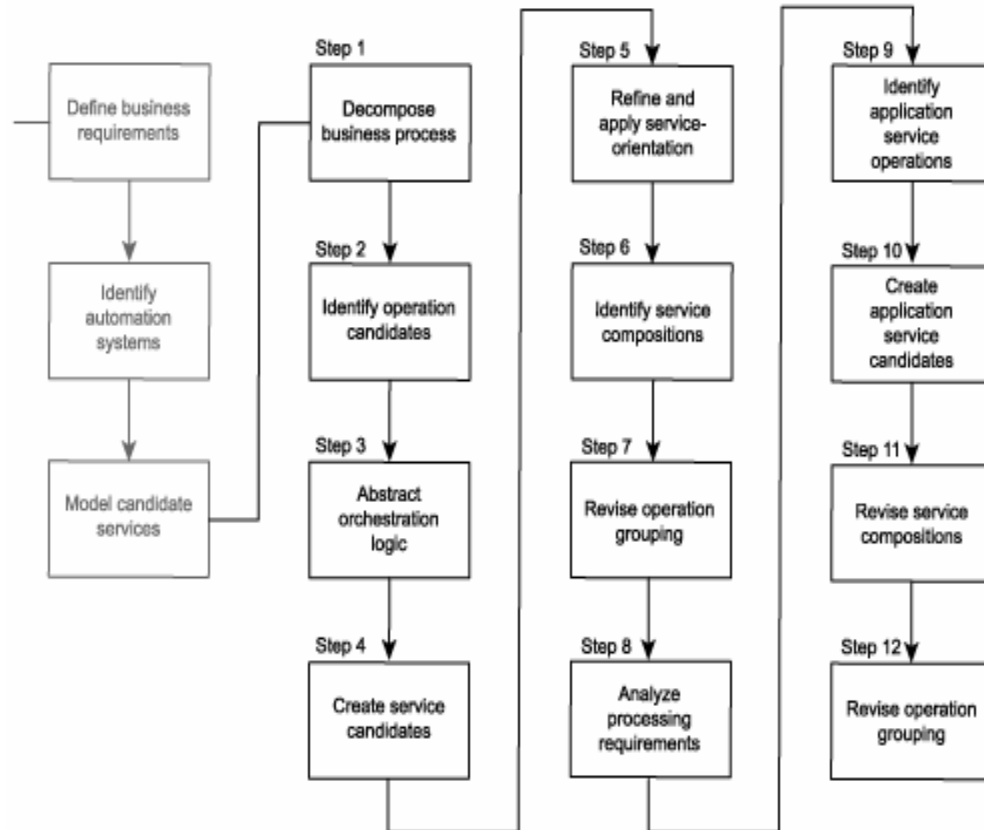 Define business
requirements
Identify
automation
systems
Model candidate
services
Step 1
Decompose
business process
Step 2
Identify operation
candidates
Step 3
Abstract
orchestration
logic
Step 4
Create service
candidates
Step 5
Refine and
apply service-
orientation
Step 6
Identify service
compositions
Step 7
Revise operation
grouping
Step 8
Analyze
processing
requirements
Step 9
Identify
application
service
operations
Step 10
Create
application
service
candidates
Step 11
Revise service
compositions
Step 12
Revise operation
grouping